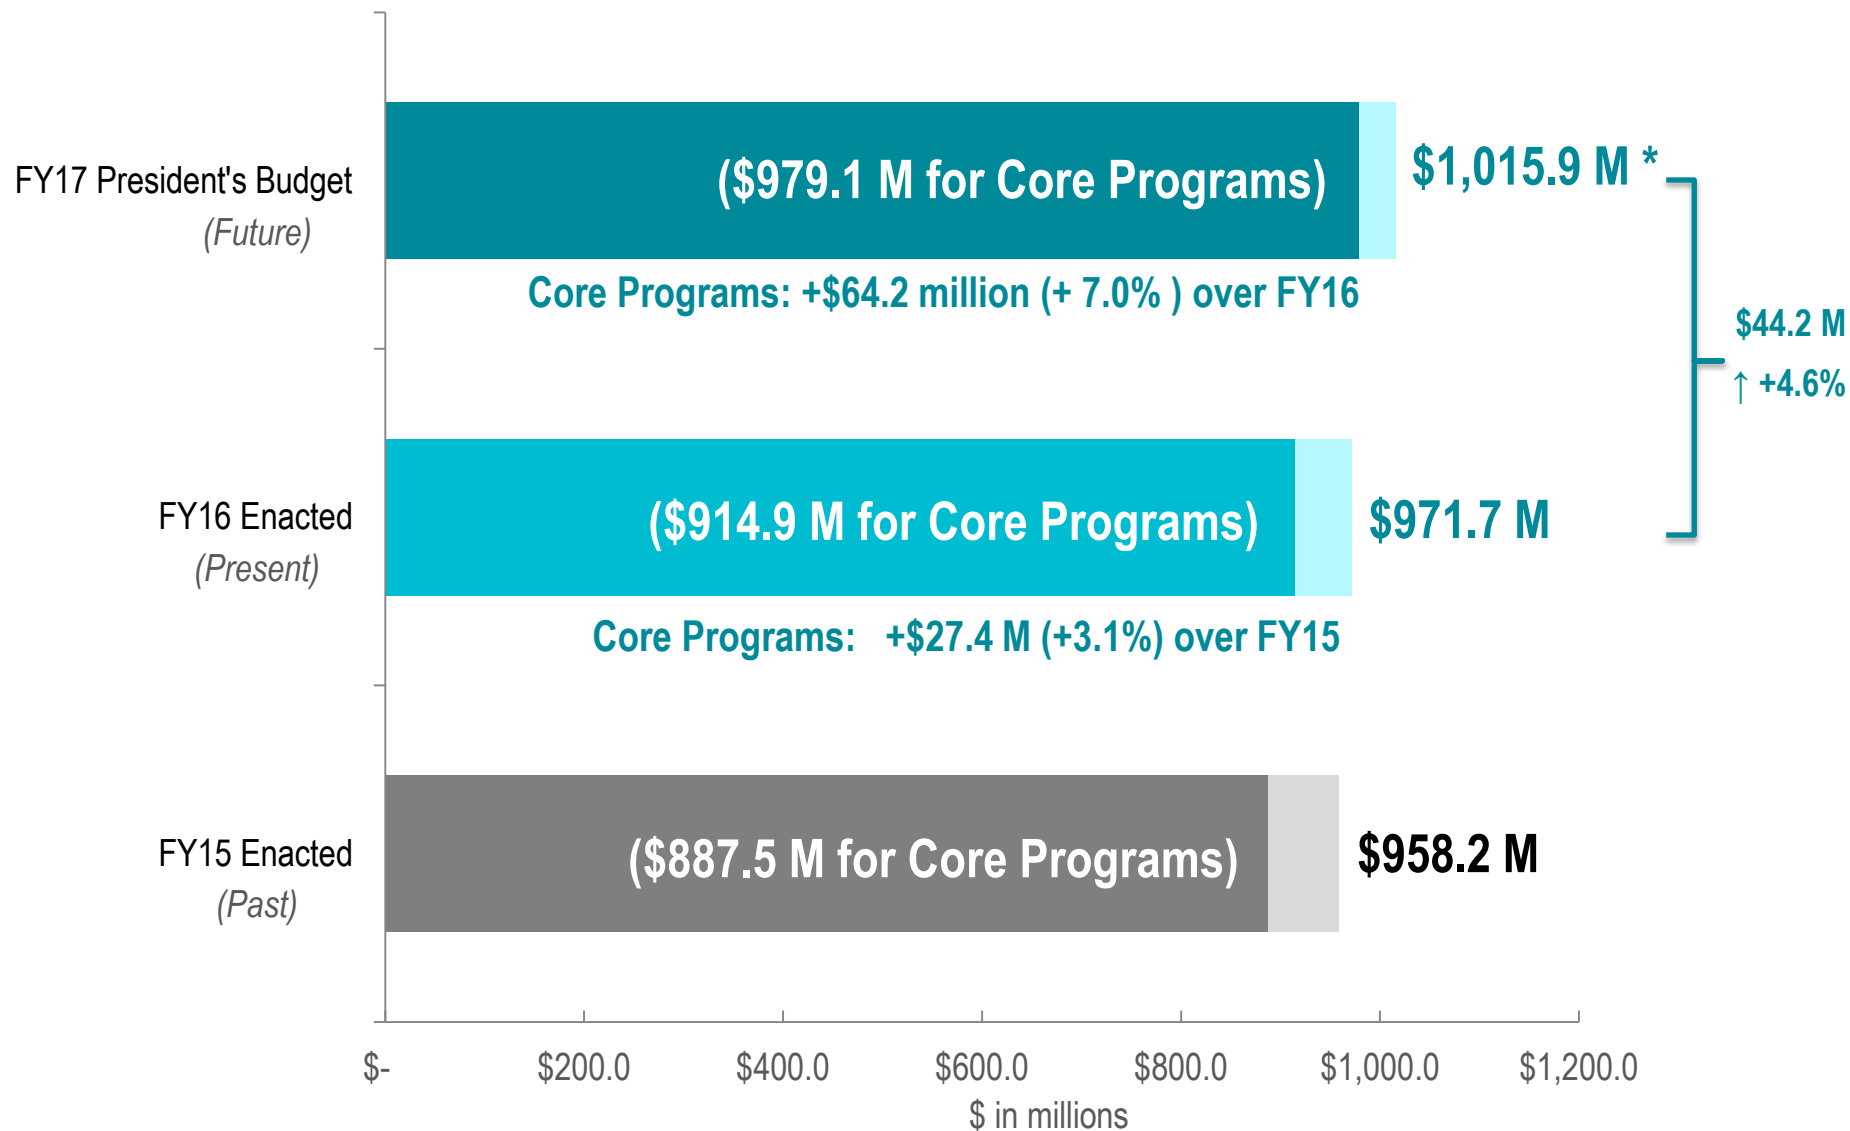 FY17 President's Budget
(Future)
($979.1 M for Core Programs)
$1,015.9 M *
Core Programs: +$64.2 million (+ 7.0% ) over FY16
$44.2 M
↑ +4.6%
FY16 Enacted
(Present)
($914.9 M for Core Programs)
$971.7 M
Core Programs: +$27.4 M (+3.1%) over FY15
FY15 Enacted
(Past)
($887.5 M for Core Programs)
$958.2 M
$- $200.0 $400.0 $600.0 $800.0 $1,000.0 $1,200.0
$ in millions